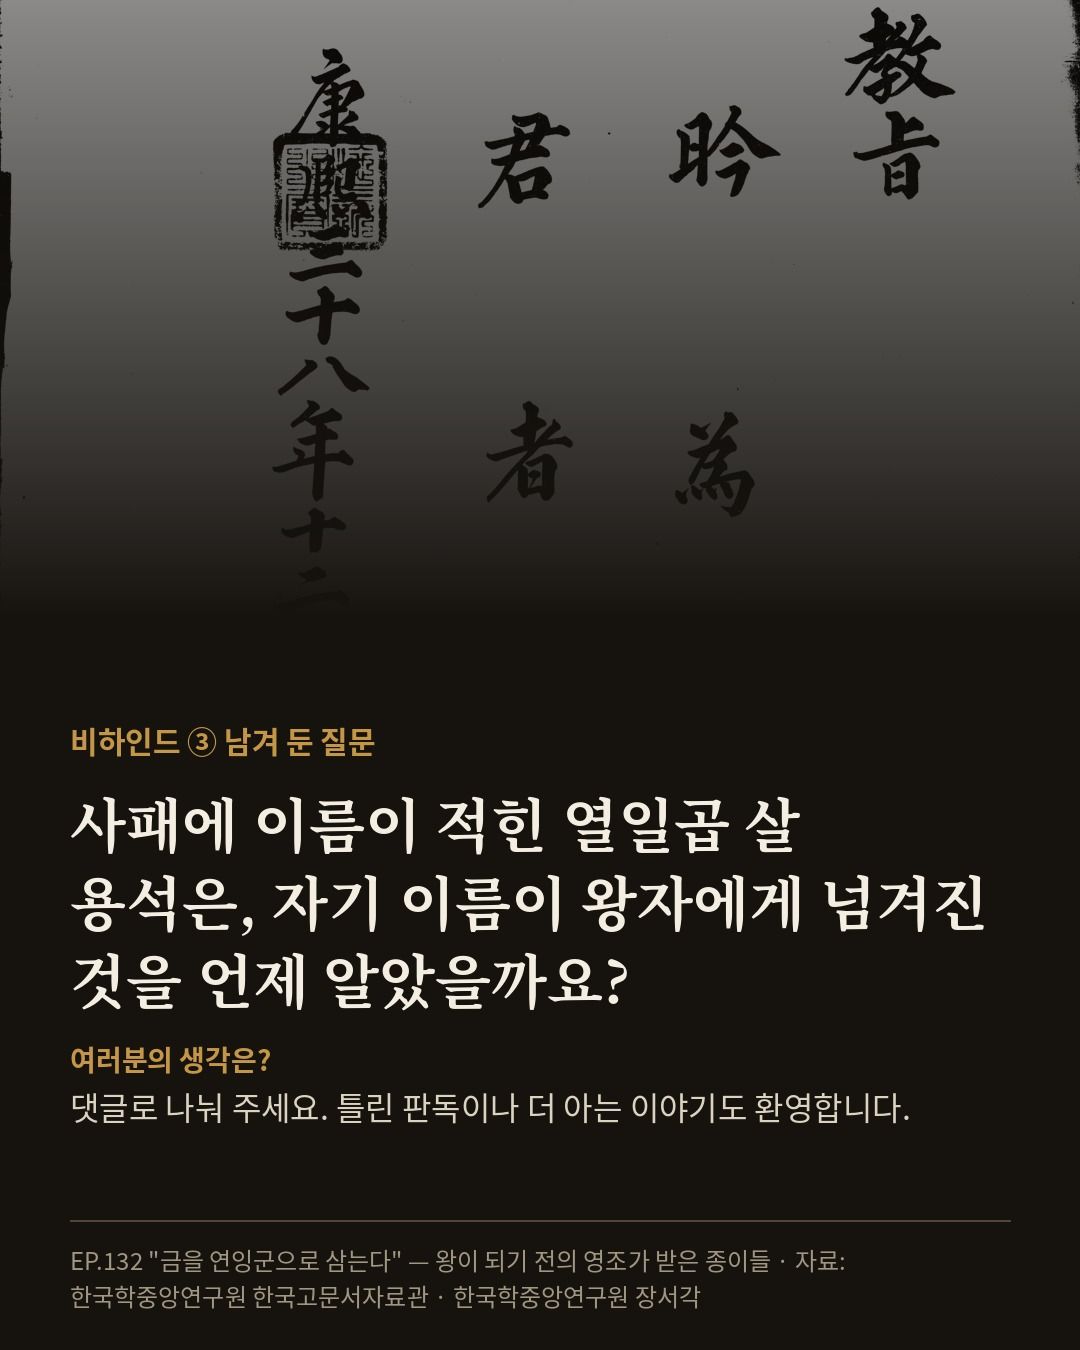 教旨
昑 為
君 者
康熙三十八年十二
비하인드 ③ 남겨 둔 질문
사패에 이름이 적힌 열일곱 살
용석은, 자기 이름이 왕자에게 넘겨진
것을 언제 알았을까요?
여러분의 생각은?
댓글로 나눠 주세요. 틀린 판독이나 더 아는 이야기도 환영합니다.
EP.132 "금을 연잉군으로 삼는다" — 왕이 되기 전의 영조가 받은 종이들 · 자료:
한국학중앙연구원 한국고문서자료관 · 한국학중앙연구원 장서각